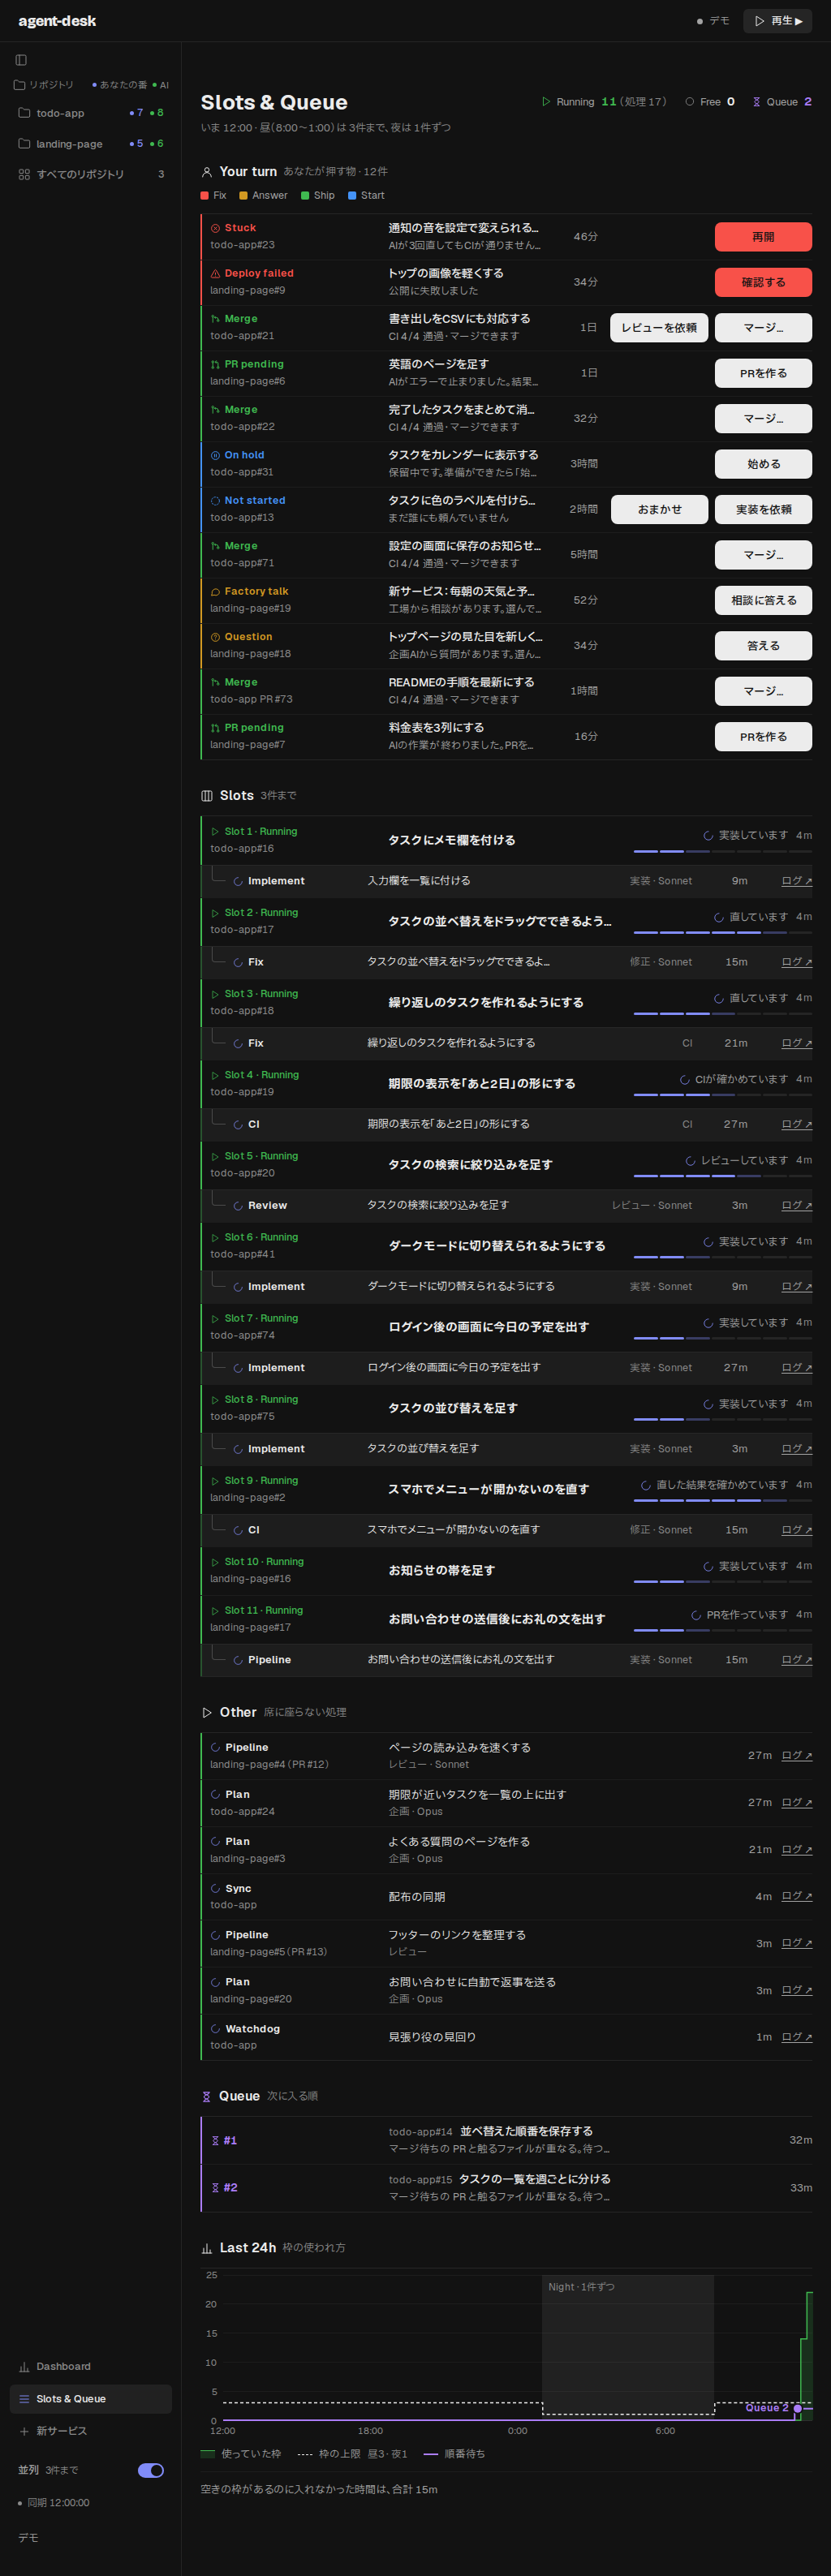 agent-desk
デモ
再生 ▶
リポジトリ
あなたの番 AI
todo-app 7 8
landing-page 5 6
すべてのリポジトリ 3
Slots & Queue
Running 11 (処理 17) Free 0 Queue 2
いま 12:00 · 昼(8:00〜1:00)は 3件まで、夜は 1件ずつ
Your turn あなたが押す物 · 12件
Fix Answer Ship Start
Stuck
todo-app#23
通知の音を設定で変えられる…
AIが3回直してもCIが通りません…
46分
再開
Deploy failed
landing-page#9
トップの画像を軽くする
公開に失敗しました
34分
確認する
Merge
todo-app#21
書き出しをCSVにも対応する
CI 4/4 通過・マージできます
1日
レビューを依頼
マージ…
PR pending
landing-page#6
英語のページを足す
AIがエラーで止まりました。結果…
1日
PRを作る
Merge
todo-app#22
完了したタスクをまとめて消…
CI 4/4 通過・マージできます
32分
マージ…
On hold
todo-app#31
タスクをカレンダーに表示する
保留中です。準備ができたら「始…
3時間
始める
Not started
todo-app#13
タスクに色のラベルを付けら…
まだ誰にも頼んでいません
2時間
おまかせ
実装を依頼
Merge
todo-app#71
設定の画面に保存のお知らせ…
CI 4/4 通過・マージできます
5時間
マージ…
Factory talk
landing-page#19
新サービス：毎朝の天気と予…
工場から相談があります。選んで…
52分
相談に答える
Question
landing-page#18
トップページの見た目を新しく…
企画AIから質問があります。選ん…
34分
答える
Merge
todo-app PR #73
READMEの手順を最新にする
CI 4/4 通過・マージできます
1時間
マージ…
PR pending
landing-page#7
料金表を3列にする
AIの作業が終わりました。PRを…
16分
PRを作る
Slots 3件まで
Slot 1 · Running
todo-app#16
タスクにメモ欄を付ける
実装しています 4m
Implement 入力欄を一覧に付ける 実装 · Sonnet 9m ログ ↗
Slot 2 · Running
todo-app#17
タスクの並べ替えをドラッグでできるよう…
直しています 4m
Fix タスクの並べ替えをドラッグでできるよ… 修正 · Sonnet 15m ログ ↗
Slot 3 · Running
todo-app#18
繰り返しのタスクを作れるようにする
直しています 4m
Fix 繰り返しのタスクを作れるようにする CI 21m ログ ↗
Slot 4 · Running
todo-app#19
期限の表示を「あと2日」の形にする
CIが確かめています 4m
CI 期限の表示を「あと2日」の形にする CI 27m ログ ↗
Slot 5 · Running
todo-app#20
タスクの検索に絞り込みを足す
レビューしています 4m
Review タスクの検索に絞り込みを足す レビュー · Sonnet 3m ログ ↗
Slot 6 · Running
todo-app#41
ダークモードに切り替えられるようにする
実装しています 4m
Implement ダークモードに切り替えられるようにする 実装 · Sonnet 9m ログ ↗
Slot 7 · Running
todo-app#74
ログイン後の画面に今日の予定を出す
実装しています 4m
Implement ログイン後の画面に今日の予定を出す 実装 · Sonnet 27m ログ ↗
Slot 8 · Running
todo-app#75
タスクの並び替えを足す
実装しています 4m
Implement タスクの並び替えを足す 実装 · Sonnet 3m ログ ↗
Slot 9 · Running
landing-page#2
スマホでメニューが開かないのを直す
直した結果を確かめています 4m
CI スマホでメニューが開かないのを直す 修正 · Sonnet 15m ログ ↗
Slot 10 · Running
landing-page#16
お知らせの帯を足す
実装しています 4m
Slot 11 · Running
landing-page#17
お問い合わせの送信後にお礼の文を出す
PRを作っています 4m
Pipeline お問い合わせの送信後にお礼の文を出す 実装 · Sonnet 15m ログ ↗
Other 席に座らない処理
Pipeline
landing-page#4 (PR #12)
ページの読み込みを速くする
レビュー · Sonnet
27m ログ ↗
Plan
todo-app#24
期限が近いタスクを一覧の上に出す
企画 · Opus
27m ログ ↗
Plan
landing-page#3
よくある質問のページを作る
企画 · Opus
21m ログ ↗
Sync
todo-app
配布の同期
4m ログ ↗
Pipeline
landing-page#5 (PR #13)
フッターのリンクを整理する
レビュー
3m ログ ↗
Plan
landing-page#20
お問い合わせに自動で返事を送る
企画 · Opus
3m ログ ↗
Watchdog
todo-app
見張り役の見回り
1m ログ ↗
Queue 次に入る順
#1
todo-app#14 並べ替えた順番を保存する
マージ待ちの PR と触るファイルが重なる。待つ…
32m
#2
todo-app#15 タスクの一覧を週ごとに分ける
マージ待ちの PR と触るファイルが重なる。待つ…
33m
Last 24h 枠の使われ方
25
20
15
10
5
0
Night · 1件ずつ
Queue 2
12:00 18:00 0:00 6:00
使っていた枠 枠の上限 昼3 · 夜1 順番待ち
空きの枠があるのに入れなかった時間は、合計 15m
Dashboard
Slots & Queue
新サービス
並列 3件まで
同期 12:00:00
デモ